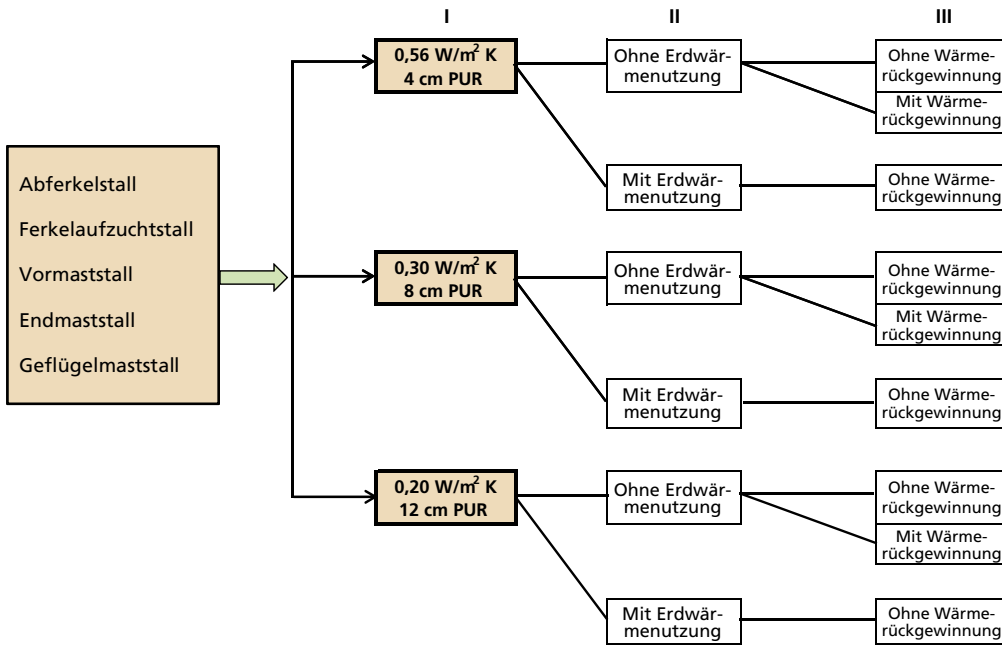 I
II
III
Abferkelstall
Ferkelaufzuchtstall
Vormaststall
Endmaststall
Geflügelmaststall
0,56 W/m² K
4 cm PUR
Ohne Erdwär-
menutzung
Ohne Wärme-
rückgewinnung
Mit Wärme-
rückgewinnung
Mit Erdwär-
menutzung
Ohne Wärme-
rückgewinnung
0,30 W/m² K
8 cm PUR
Ohne Erdwär-
menutzung
Ohne Wärme-
rückgewinnung
Mit Wärme-
rückgewinnung
Mit Erdwär-
menutzung
Ohne Wärme-
rückgewinnung
0,20 W/m² K
12 cm PUR
Ohne Erdwär-
menutzung
Ohne Wärme-
rückgewinnung
Mit Wärme-
rückgewinnung
Mit Erdwär-
menutzung
Ohne Wärme-
rückgewinnung